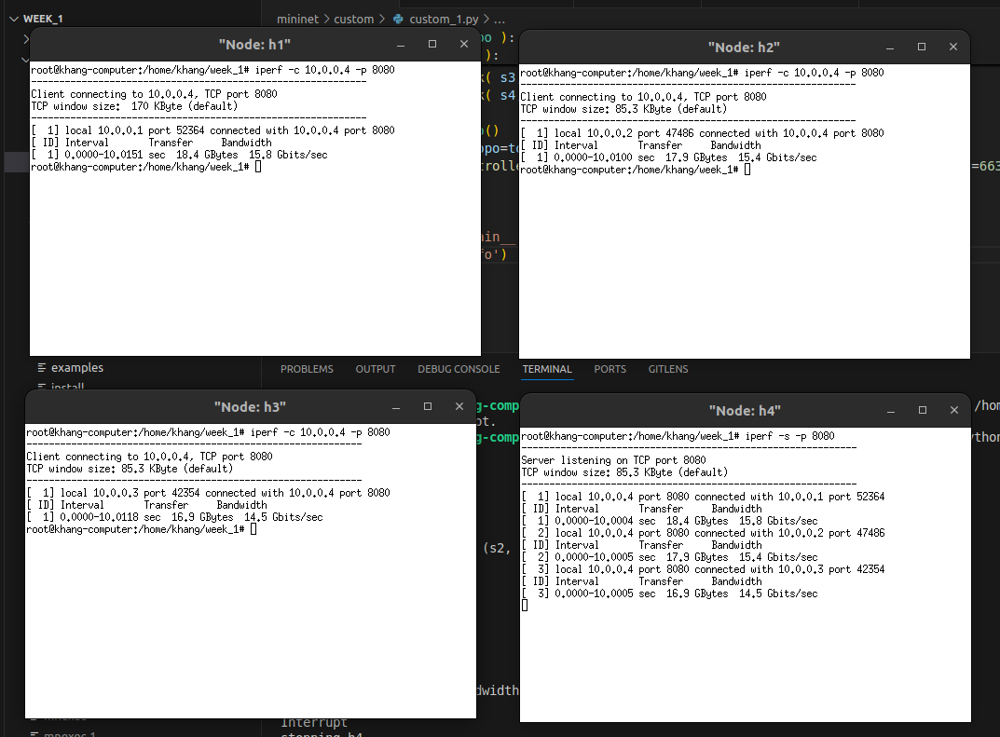 WEEK_1
mininet > custom > custom_1.py > ...
"Node: h1"
root@khang-computer:/home/khang/week_1# iperf -c 10.0.0.4 -p 8080
------------------------------------------------------------
Client connecting to 10.0.0.4, TCP port 8080
TCP window size:  170 KByte (default)
------------------------------------------------------------
[  1] local 10.0.0.1 port 52364 connected with 10.0.0.4 port 8080
[ ID] Interval       Transfer     Bandwidth
[  1] 0.0000-10.0151 sec  18.4 GBytes  15.8 Gbits/sec
root@khang-computer:/home/khang/week_1#
"Node: h2"
root@khang-computer:/home/khang/week_1# iperf -c 10.0.0.4 -p 8080
------------------------------------------------------------
Client connecting to 10.0.0.4, TCP port 8080
TCP window size: 85.3 KByte (default)
------------------------------------------------------------
[  1] local 10.0.0.2 port 47486 connected with 10.0.0.4 port 8080
[ ID] Interval       Transfer     Bandwidth
[  1] 0.0000-10.0100 sec  17.9 GBytes  15.4 Gbits/sec
root@khang-computer:/home/khang/week_1#
):
):
( s3
( s4
()
=663
')
examples
install
PROBLEMS OUTPUT DEBUG CONSOLE TERMINAL PORTS GITLENS
"Node: h3"
root@khang-computer:/home/khang/week_1# iperf -c 10.0.0.4 -p 8080
------------------------------------------------------------
Client connecting to 10.0.0.4, TCP port 8080
TCP window size: 85.3 KByte (default)
------------------------------------------------------------
[  1] local 10.0.0.3 port 42354 connected with 10.0.0.4 port 8080
[ ID] Interval       Transfer     Bandwidth
[  1] 0.0000-10.0118 sec  16.9 GBytes  14.5 Gbits/sec
root@khang-computer:/home/khang/week_1#
"Node: h4"
root@khang-computer:/home/khang/week_1# iperf -s -p 8080
------------------------------------------------------------
Server listening on TCP port 8080
TCP window size: 85.3 KByte (default)
------------------------------------------------------------
[  1] local 10.0.0.4 port 8080 connected with 10.0.0.1 port 52364
[ ID] Interval       Transfer     Bandwidth
[  1] 0.0000-10.0004 sec  18.4 GBytes  15.8 Gbits/sec
[  2] local 10.0.0.4 port 8080 connected with 10.0.0.2 port 47486
[ ID] Interval       Transfer     Bandwidth
[  2] 0.0000-10.0005 sec  17.9 GBytes  15.4 Gbits/sec
[  3] local 10.0.0.4 port 8080 connected with 10.0.0.3 port 42354
[ ID] Interval       Transfer     Bandwidth
[  3] 0.0000-10.0005 sec  16.9 GBytes  14.5 Gbits/sec
g-comp
/hom
g-comp
ython
(s2,
dwidth
Interrupt
stopping h4